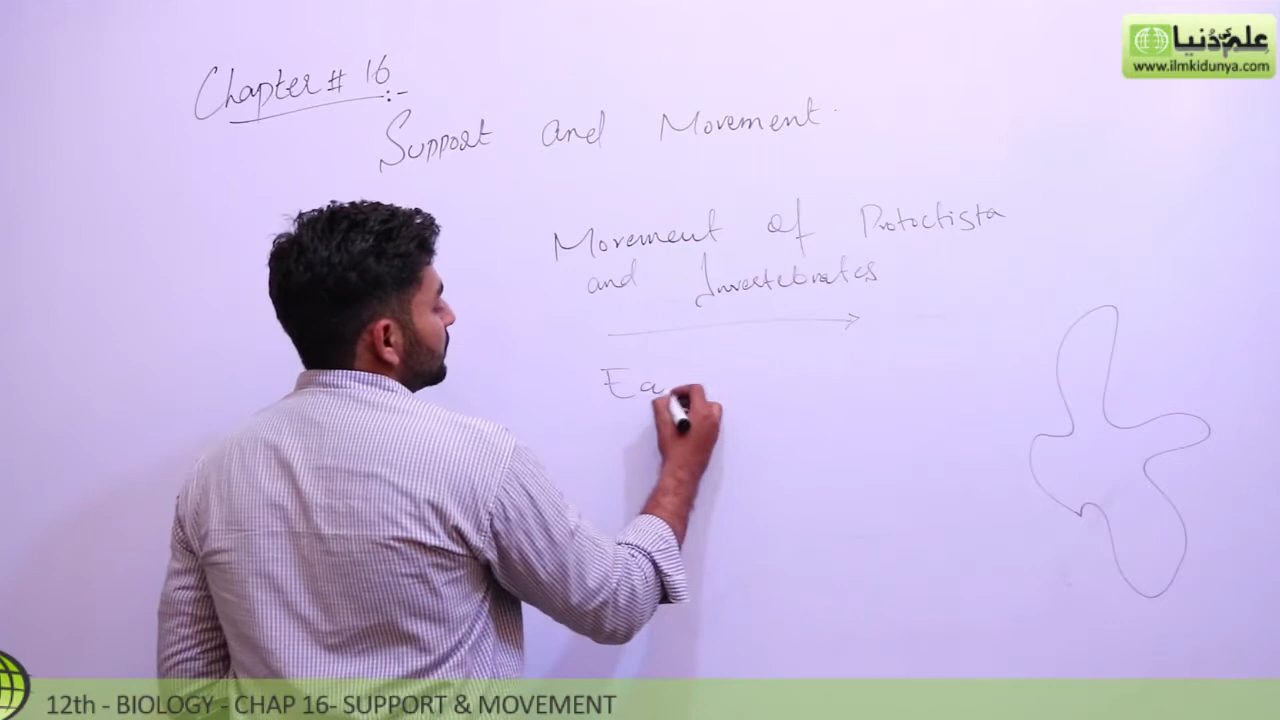 علم کی دنیا
www.ilmkidunya.com
Chapter # 16 :-
Support and Movement.
Movement of Protoctista
and Invertebrates
Ea
12th - BIOLOGY - CHAP 16- SUPPORT & MOVEMENT